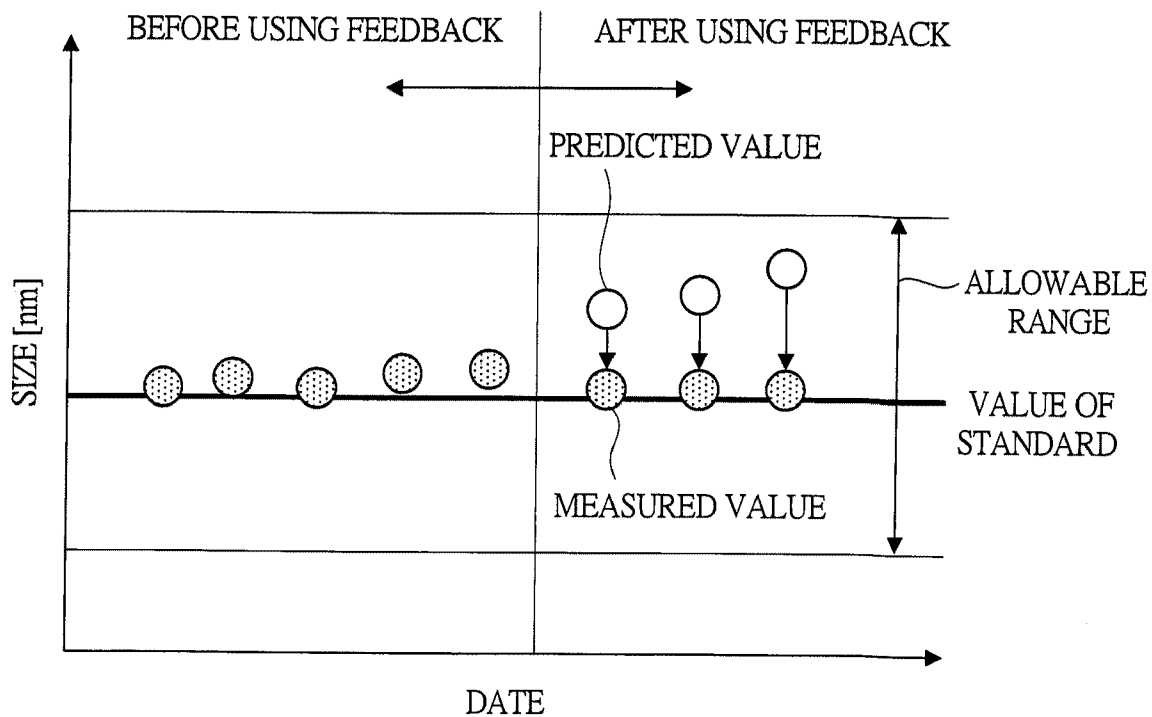 BEFORE USING FEEDBACK
AFTER USING FEEDBACK
PREDICTED VALUE
SIZE [nm]
ALLOWABLE
RANGE
VALUE OF
STANDARD
MEASURED VALUE
DATE